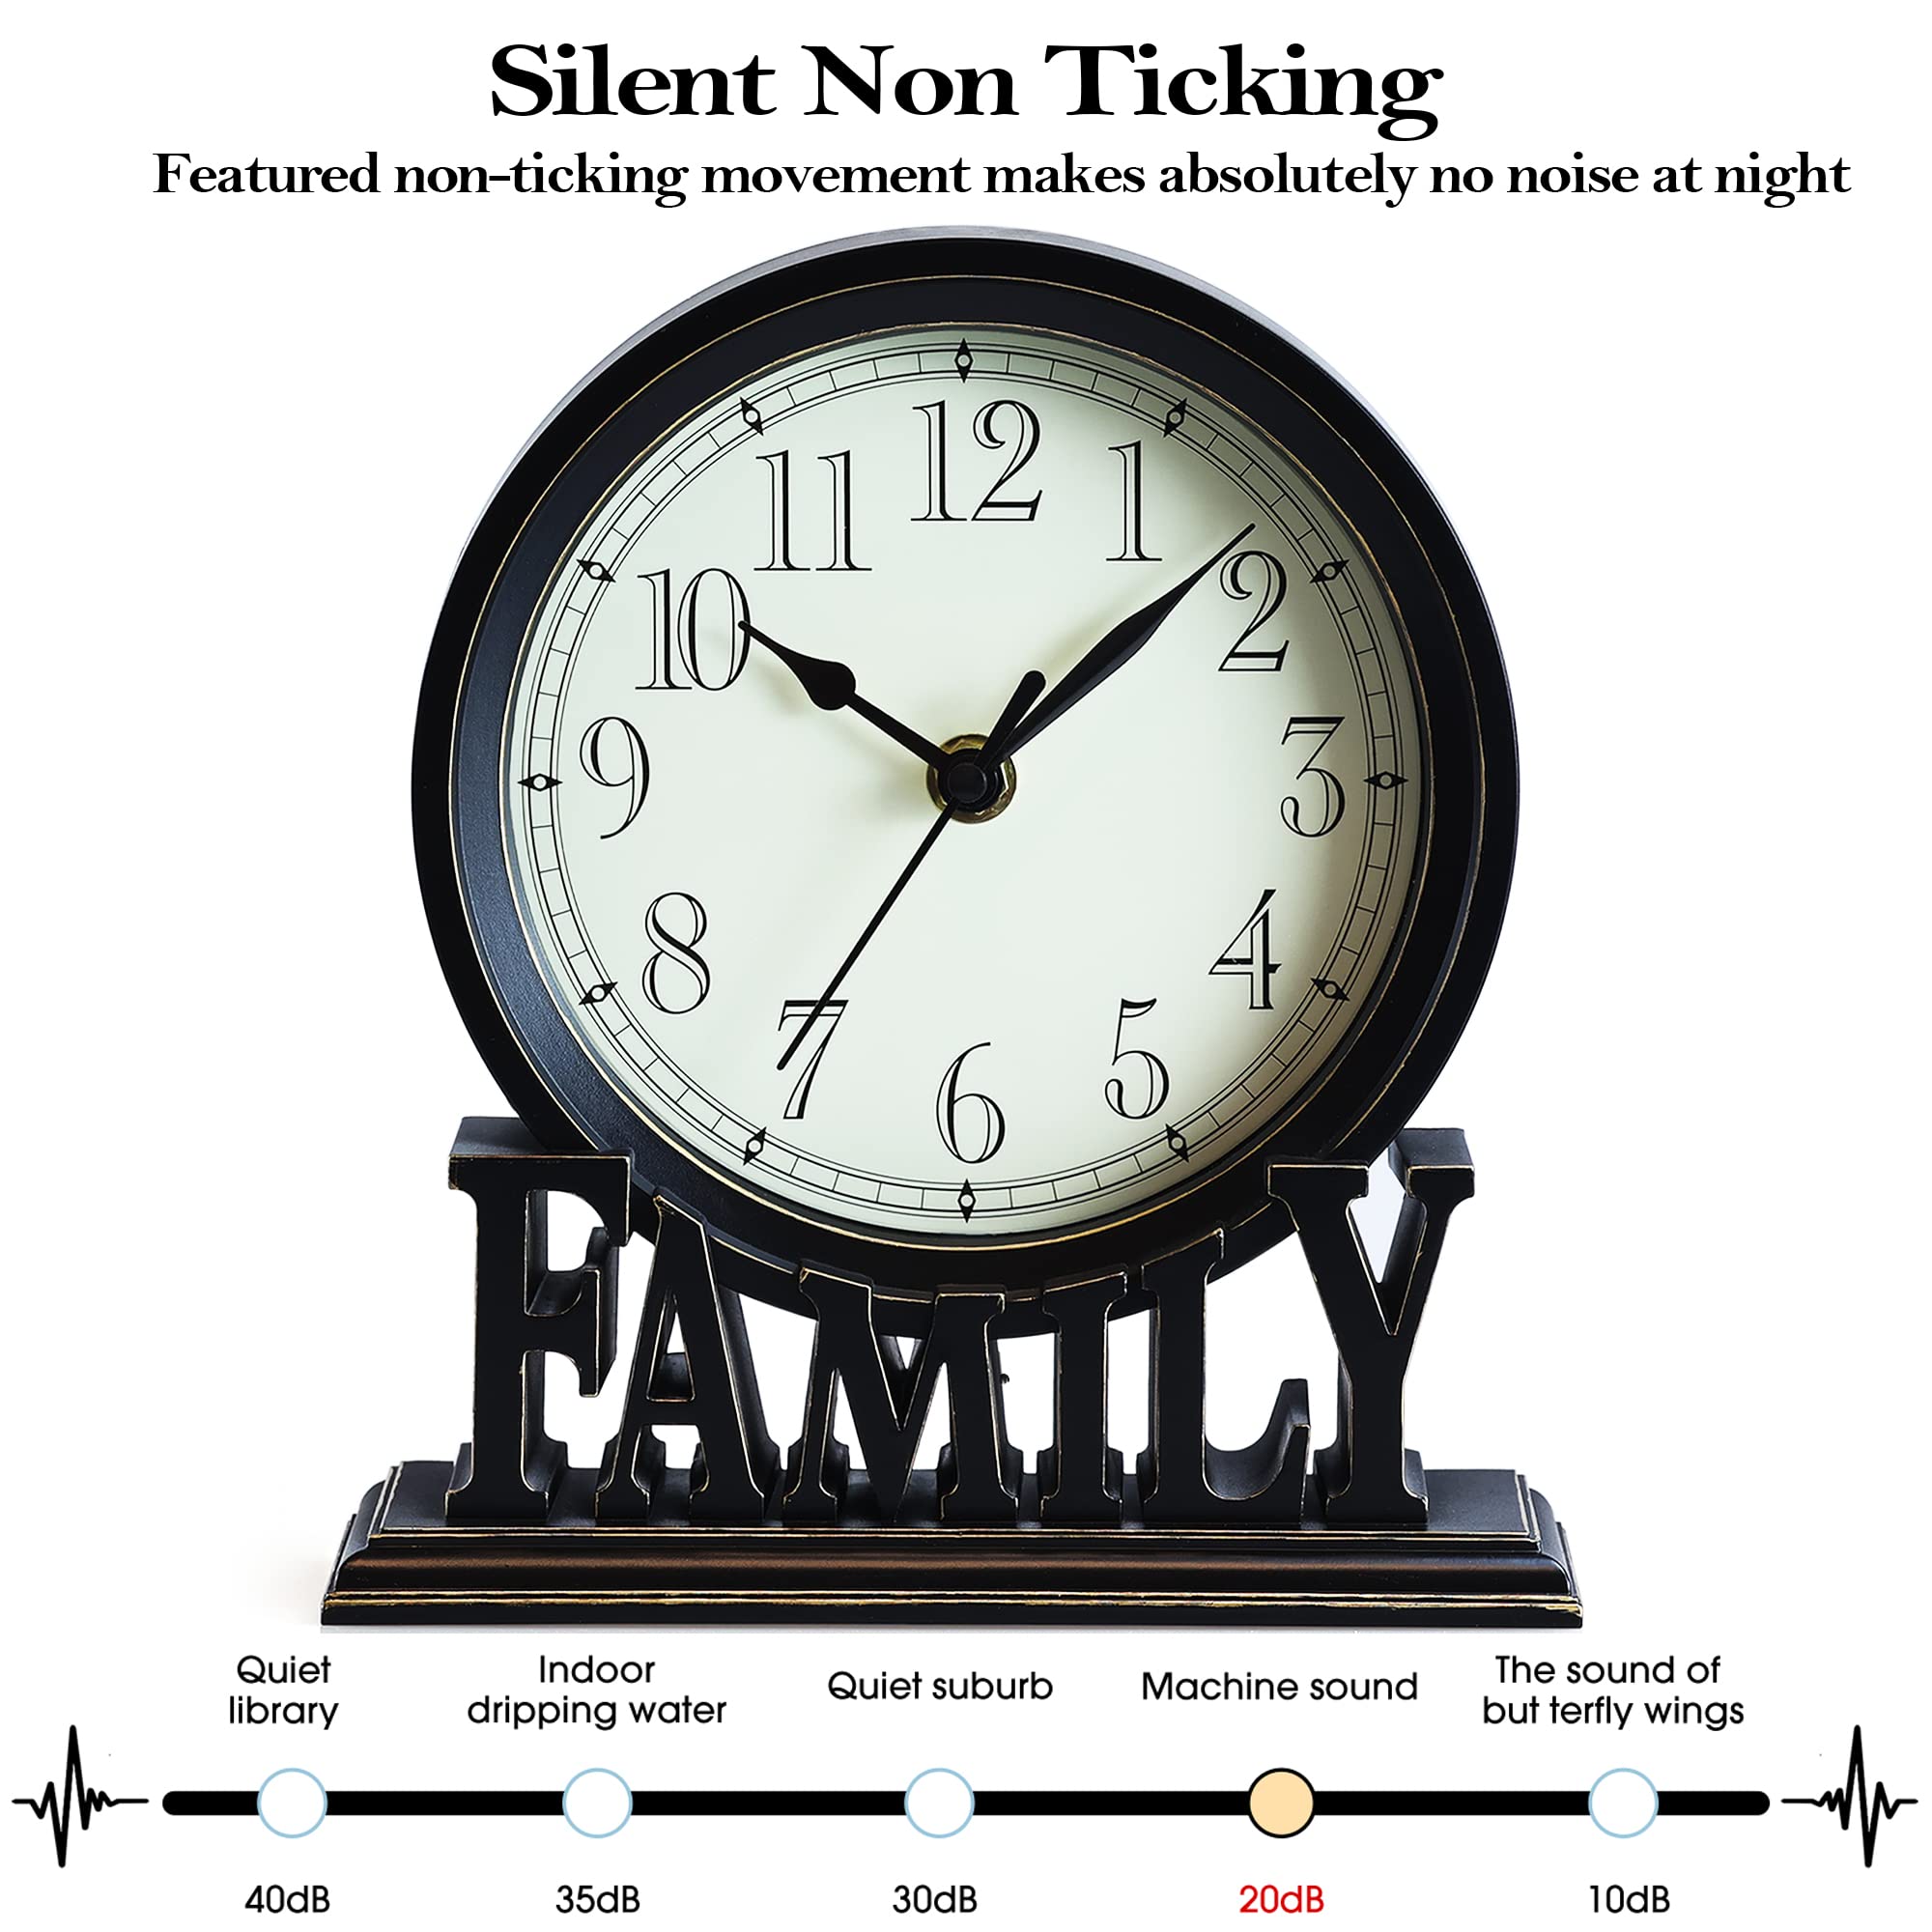 Silent Non Ticking
Featured non-ticking movement makes absolutely no noise at night
12
11
1
10
2
9
3
8
4
7
5
6
FAMILY
Quiet
library
Indoor
dripping water
Quiet suburb
Machine sound
The sound of
but terfly wings
40dB
35dB
30dB
20dB
10dB